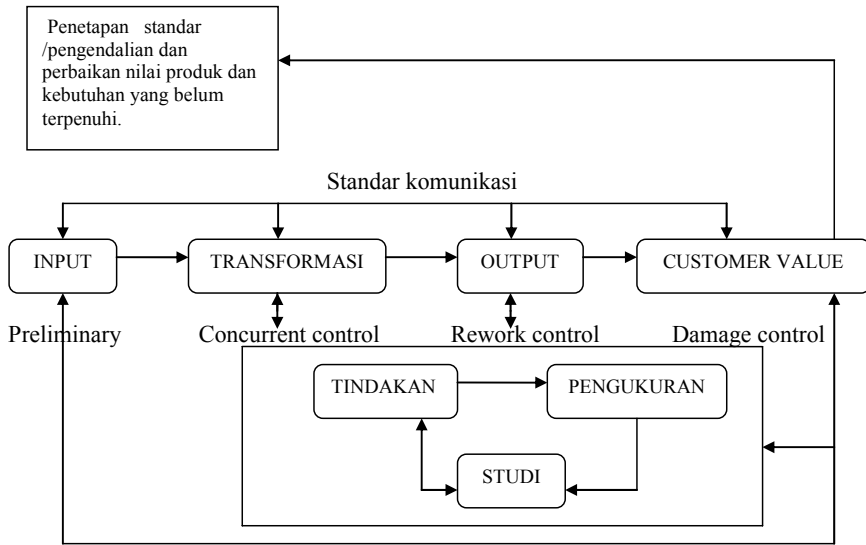 Penetapan standar
/pengendalian dan
perbaikan nilai produk dan
kebutuhan yang belum
terpenuhi.
Standar komunikasi
INPUT TRANSFORMASI OUTPUT CUSTOMER VALUE
Preliminary Concurrent control Rework control Damage control
TINDAKAN PENGUKURAN
STUDI